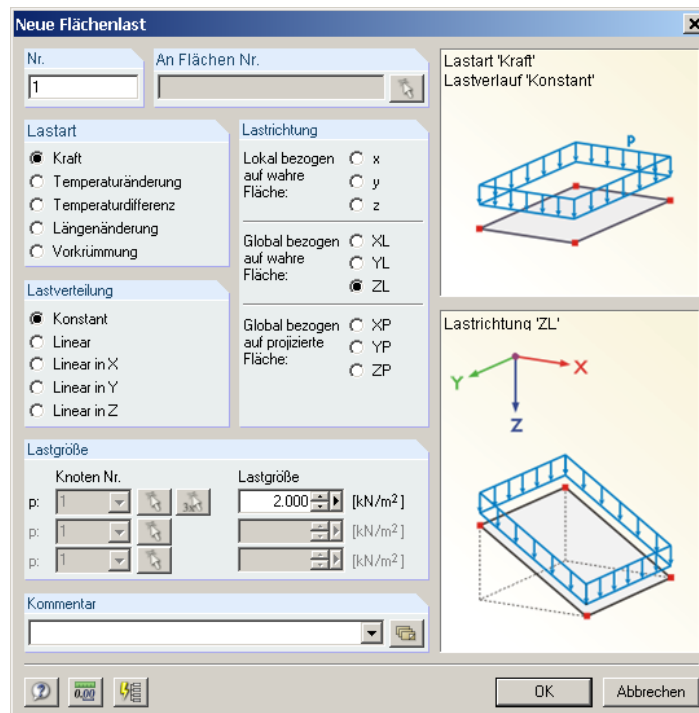 Neue Flächenlast
Nr.
An Flächen Nr.
1
Lastart
Kraft
Temperaturänderung
Temperaturdifferenz
Längenänderung
Vorkrümmung
Lastrichtung
Lokal bezogen
auf wahre
Fläche:
x
y
z
Global bezogen
auf wahre
Fläche:
XL
YL
ZL
Global bezogen
auf projizierte
Fläche:
XP
YP
ZP
Lastverteilung
Konstant
Linear
Linear in X
Linear in Y
Linear in Z
Lastgröße
Knoten Nr.
Lastgröße
p: 1 3x 2.000 [kN/m²]
p: 1 [kN/m²]
p: 1 [kN/m²]
Kommentar
0.00
OK
Abbrechen
Lastart 'Kraft'
Lastverlauf 'Konstant'
p
Lastrichtung 'ZL'
X
Y
Z